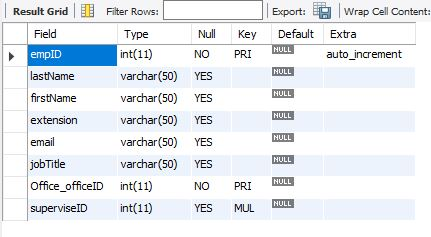 Result Grid Filter Rows: Export: Wrap Cell Content:
Field Type Null Key Default Extra
empID int(11) NO PRI NULL auto_increment
lastName varchar(50) YES NULL
firstName varchar(50) YES NULL
extension varchar(50) YES NULL
email varchar(50) YES NULL
jobTitle varchar(50) YES NULL
Office_officeID int(11) NO PRI NULL
superviseID int(11) YES MUL NULL